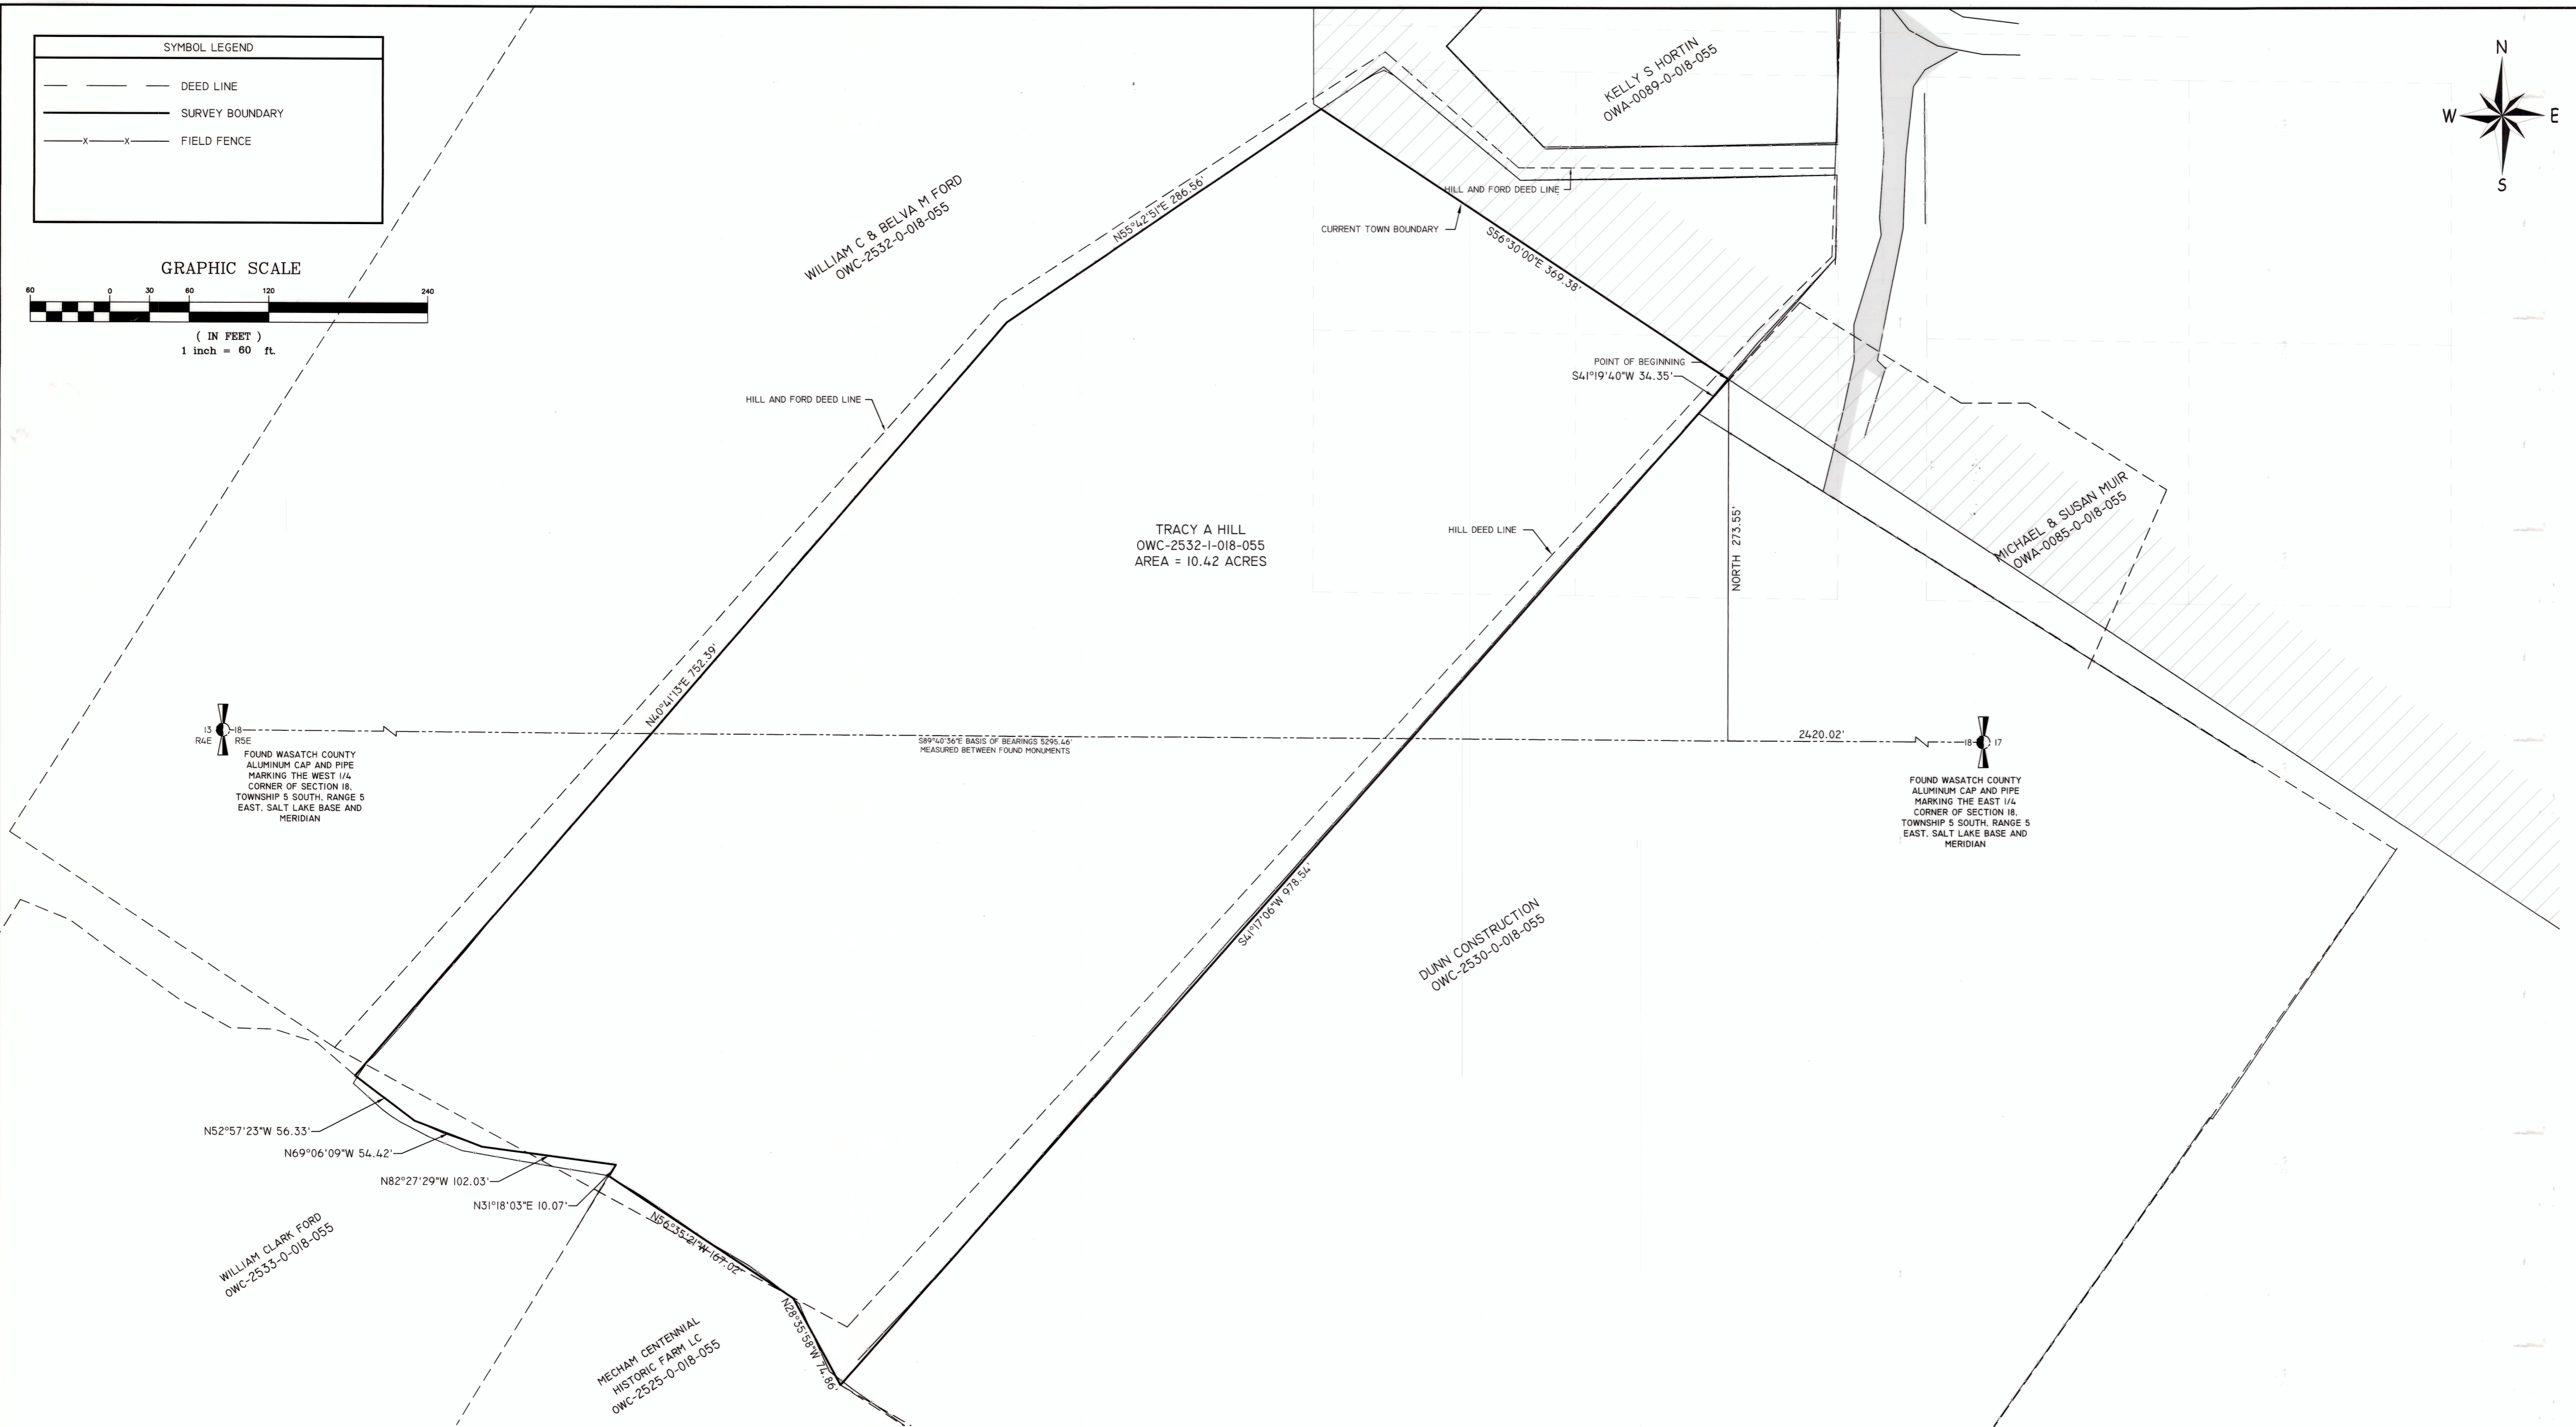 SYMBOL LEGEND
DEED LINE
SURVEY BOUNDARY
X X FIELD FENCE
GRAPHIC SCALE
60 0 30 60 120 240
( IN FEET )
1 inch = 60 ft.
N
W E
S
KELLY S HORTIN
OWA-0089-0-018-055
WILLIAM C & BELVA M FORD
OWC-2532-0-018-055
N55°42'51"E 286.56'
HILL AND FORD DEED LINE
CURRENT TOWN BOUNDARY
S56°30'00"E 369.38'
POINT OF BEGINNING
S41°19'40"W 34.35'
HILL AND FORD DEED LINE
TRACY A HILL
OWC-2532-1-018-055
AREA = 10.42 ACRES
HILL DEED LINE
NORTH 273.55'
MICHAEL & SUSAN MUIR
OWA-0085-0-018-055
N40°41'13"E 752.39'
13 18
R4E R5E
FOUND WASATCH COUNTY
ALUMINUM CAP AND PIPE
MARKING THE WEST 1/4
CORNER OF SECTION 18,
TOWNSHIP 5 SOUTH, RANGE 5
EAST, SALT LAKE BASE AND
MERIDIAN
S89°40'36"E BASIS OF BEARINGS 5295.46'
MEASURED BETWEEN FOUND MONUMENTS
2420.02'
18 17
FOUND WASATCH COUNTY
ALUMINUM CAP AND PIPE
MARKING THE EAST 1/4
CORNER OF SECTION 18,
TOWNSHIP 5 SOUTH, RANGE 5
EAST, SALT LAKE BASE AND
MERIDIAN
S41°17'06"W 978.54'
DUNN CONSTRUCTION
OWC-2530-0-018-055
N52°57'23"W 56.33'
N69°06'09"W 54.42'
N82°27'29"W 102.03'
N31°18'03"E 10.07'
N56°35'21"W 167.02'
WILLIAM CLARK FORD
OWC-2533-0-018-055
N28°35'58"W 74.86'
MECHAM CENTENNIAL
HISTORIC FARM LC
OWC-2525-0-018-055